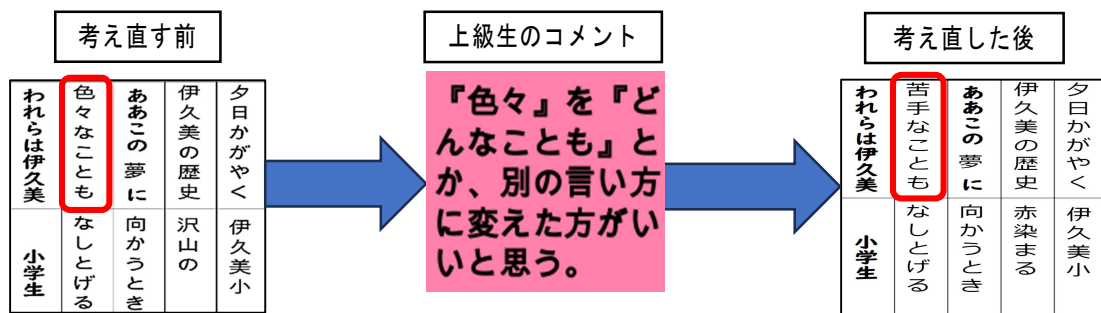 考え直す前
夕日かがやく 伊久美小
伊久美の歴史 沢山の
ああこの夢に 向かうとき
色々なことも なしとげる
われらは伊久美 小学生
上級生のコメント
『色々』を『ど
んなことも』と
か、別の言い方
に変えた方がい
いと思う。
考え直した後
夕日かがやく 伊久美小
伊久美の歴史 赤染まる
ああこの夢に 向かうとき
苦手なことも なしとげる
われらは伊久美 小学生